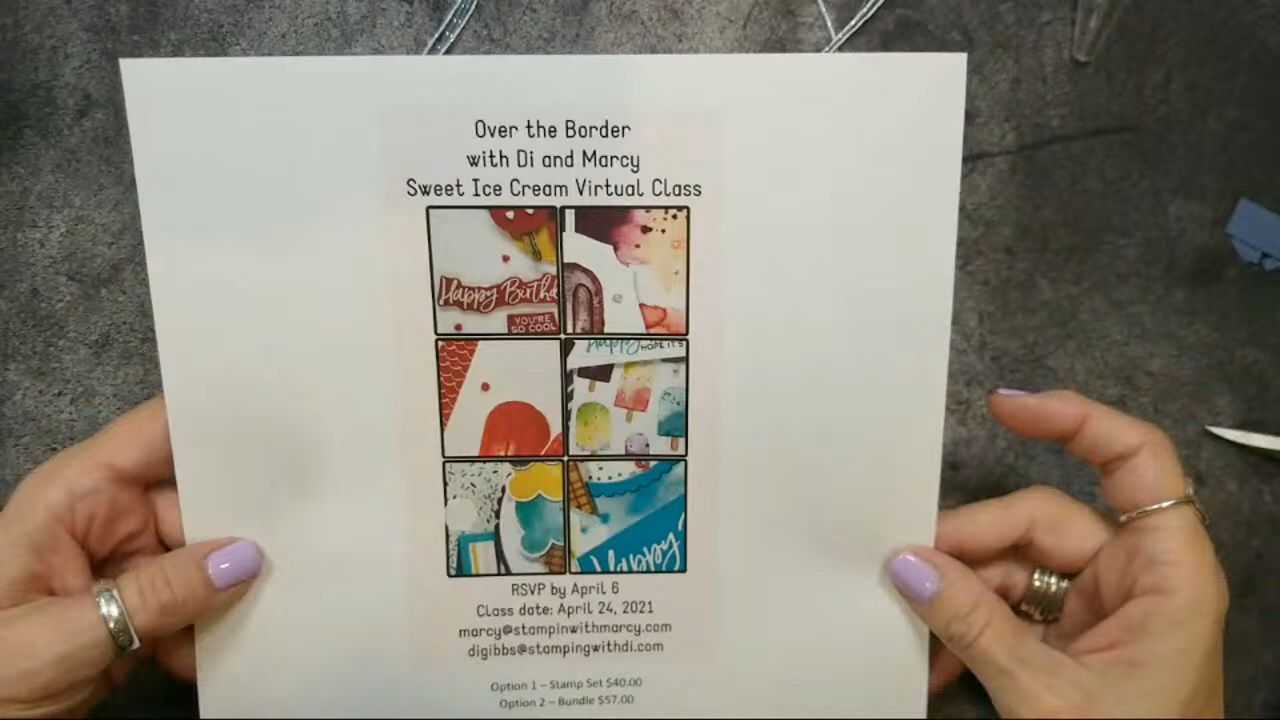 Over the Border
with Di and Marcy
Sweet Ice Cream Virtual Class
Happy Birthd
YOU'RE
SO COOL
Happy HOPE IT'S
Happy
RSVP by April 6
Class date: April 24, 2021
marcy@stampinwithmarcy.com
digibbs@stampingwithdi.com
Option 1 – Stamp Set $40.00
Option 2 – Bundle $57.00